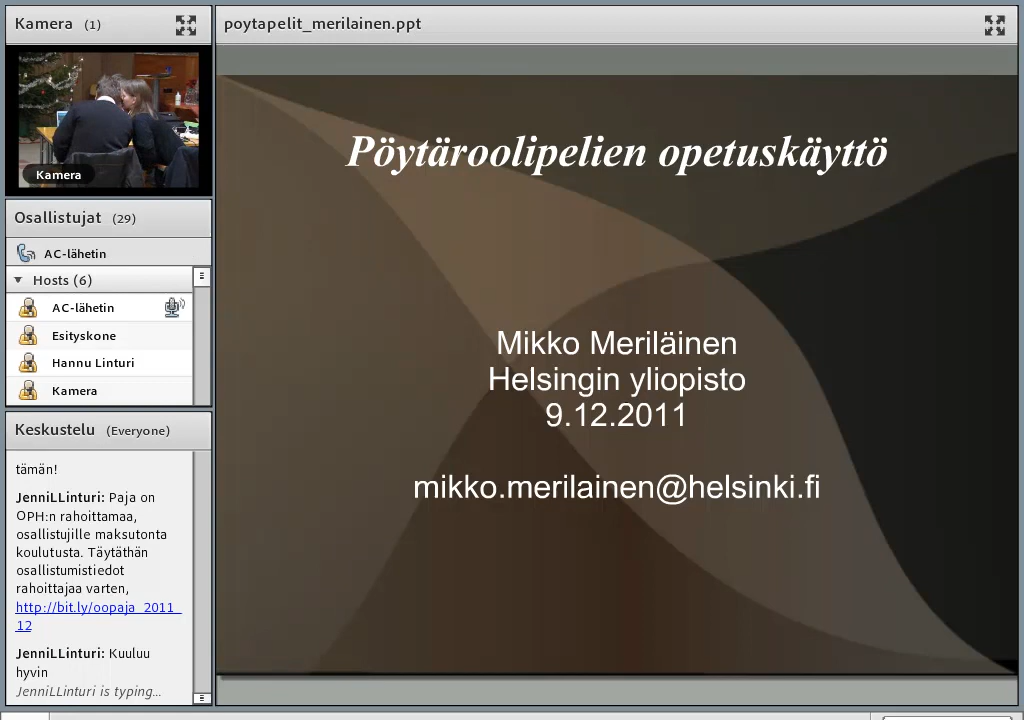 Kamera (1)
Kamera
Osallistujat (29)
AC-lähetin
Hosts (6)
AC-lähetin
Esityskone
Hannu Linturi
Kamera
Keskustelu (Everyone)
tämän!
JenniLLinturi: Paja on
OPH:n rahoittamaa,
osallistujille maksutonta
koulutusta. Täytäthän
osallistumistiedot
rahoittajaa varten,
http://bit.ly/oopaja_2011_
12
JenniLLinturi: Kuuluu
hyvin
JenniLLinturi is typing...
poytapelit_merilainen.ppt
Pöytäroolipelien opetuskäyttö
Mikko Meriläinen
Helsingin yliopisto
9.12.2011
mikko.merilainen@helsinki.fi